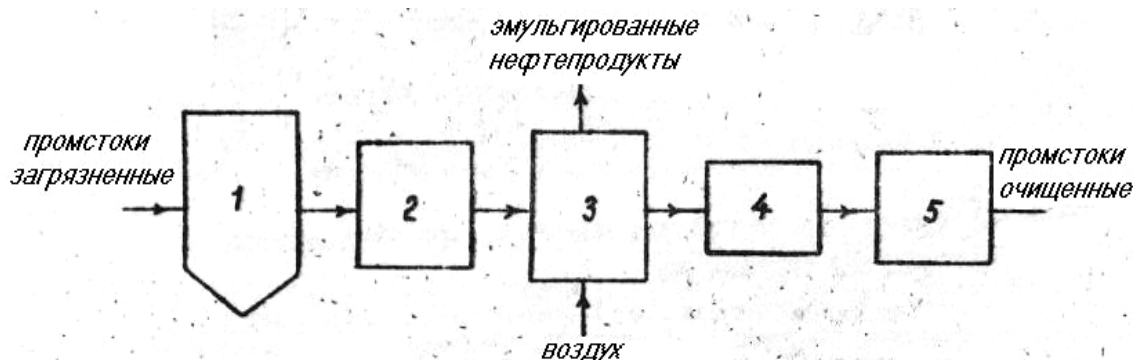 эмульгированные
нефтепродукты
промстоки
загрязненные
1
2
3
4
5
промстоки
очищенные
воздух